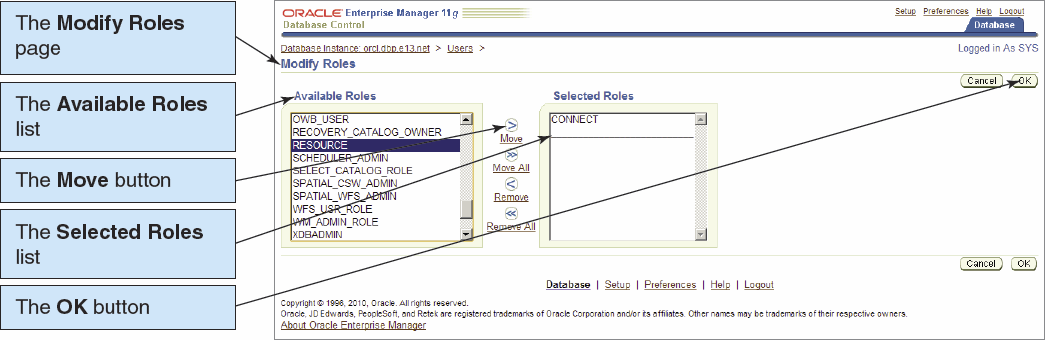 The Modify Roles
page
The Available Roles
list
The Move button
The Selected Roles
list
The OK button
ORACLE Enterprise Manager 11g
Database Control
Setup Preferences Help Logout
Database
Database Instance: orcl.dbp.e13.net > Users >
Logged in As SYS
Modify Roles
Cancel OK
Available Roles
OWB_USER
RECOVERY_CATALOG_OWNER
RESOURCE
SCHEDULER_ADMIN
SELECT_CATALOG_ROLE
SPATIAL_CSW_ADMIN
SPATIAL_WFS_ADMIN
WFS_USR_ROLE
WM_ADMIN_ROLE
XDBADMIN
Move
Move All
Remove
Remove All
Selected Roles
CONNECT
Cancel OK
Database | Setup | Preferences | Help | Logout
Copyright © 1996, 2010, Oracle. All rights reserved.
Oracle, JD Edwards, PeopleSoft, and Retek are registered trademarks of Oracle Corporation and/or its affiliates. Other names may be trademarks of their respective owners.
About Oracle Enterprise Manager